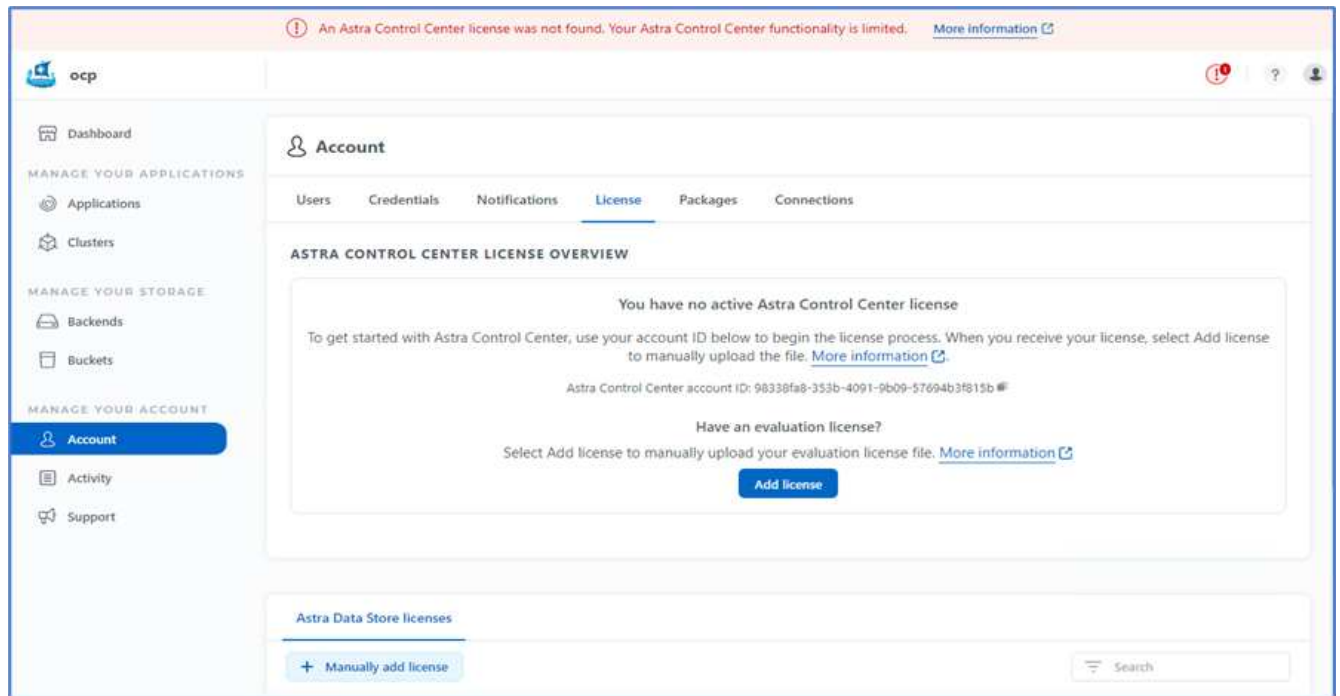 An Astra Control Center license was not found. Your Astra Control Center functionality is limited. More information
ocp
?
Dashboard
MANAGE YOUR APPLICATIONS
Applications
Clusters
MANAGE YOUR STORAGE
Backends
Buckets
MANAGE YOUR ACCOUNT
Account
Activity
Support
Account
Users Credentials Notifications License Packages Connections
ASTRA CONTROL CENTER LICENSE OVERVIEW
You have no active Astra Control Center license
To get started with Astra Control Center, use your account ID below to begin the license process. When you receive your license, select Add license
to manually upload the file. More information.
Astra Control Center account ID: 98338fa8-353b-4091-9b09-57694b3f815b
Have an evaluation license?
Select Add license to manually upload your evaluation license file. More information
Add license
Astra Data Store licenses
+ Manually add license
Search